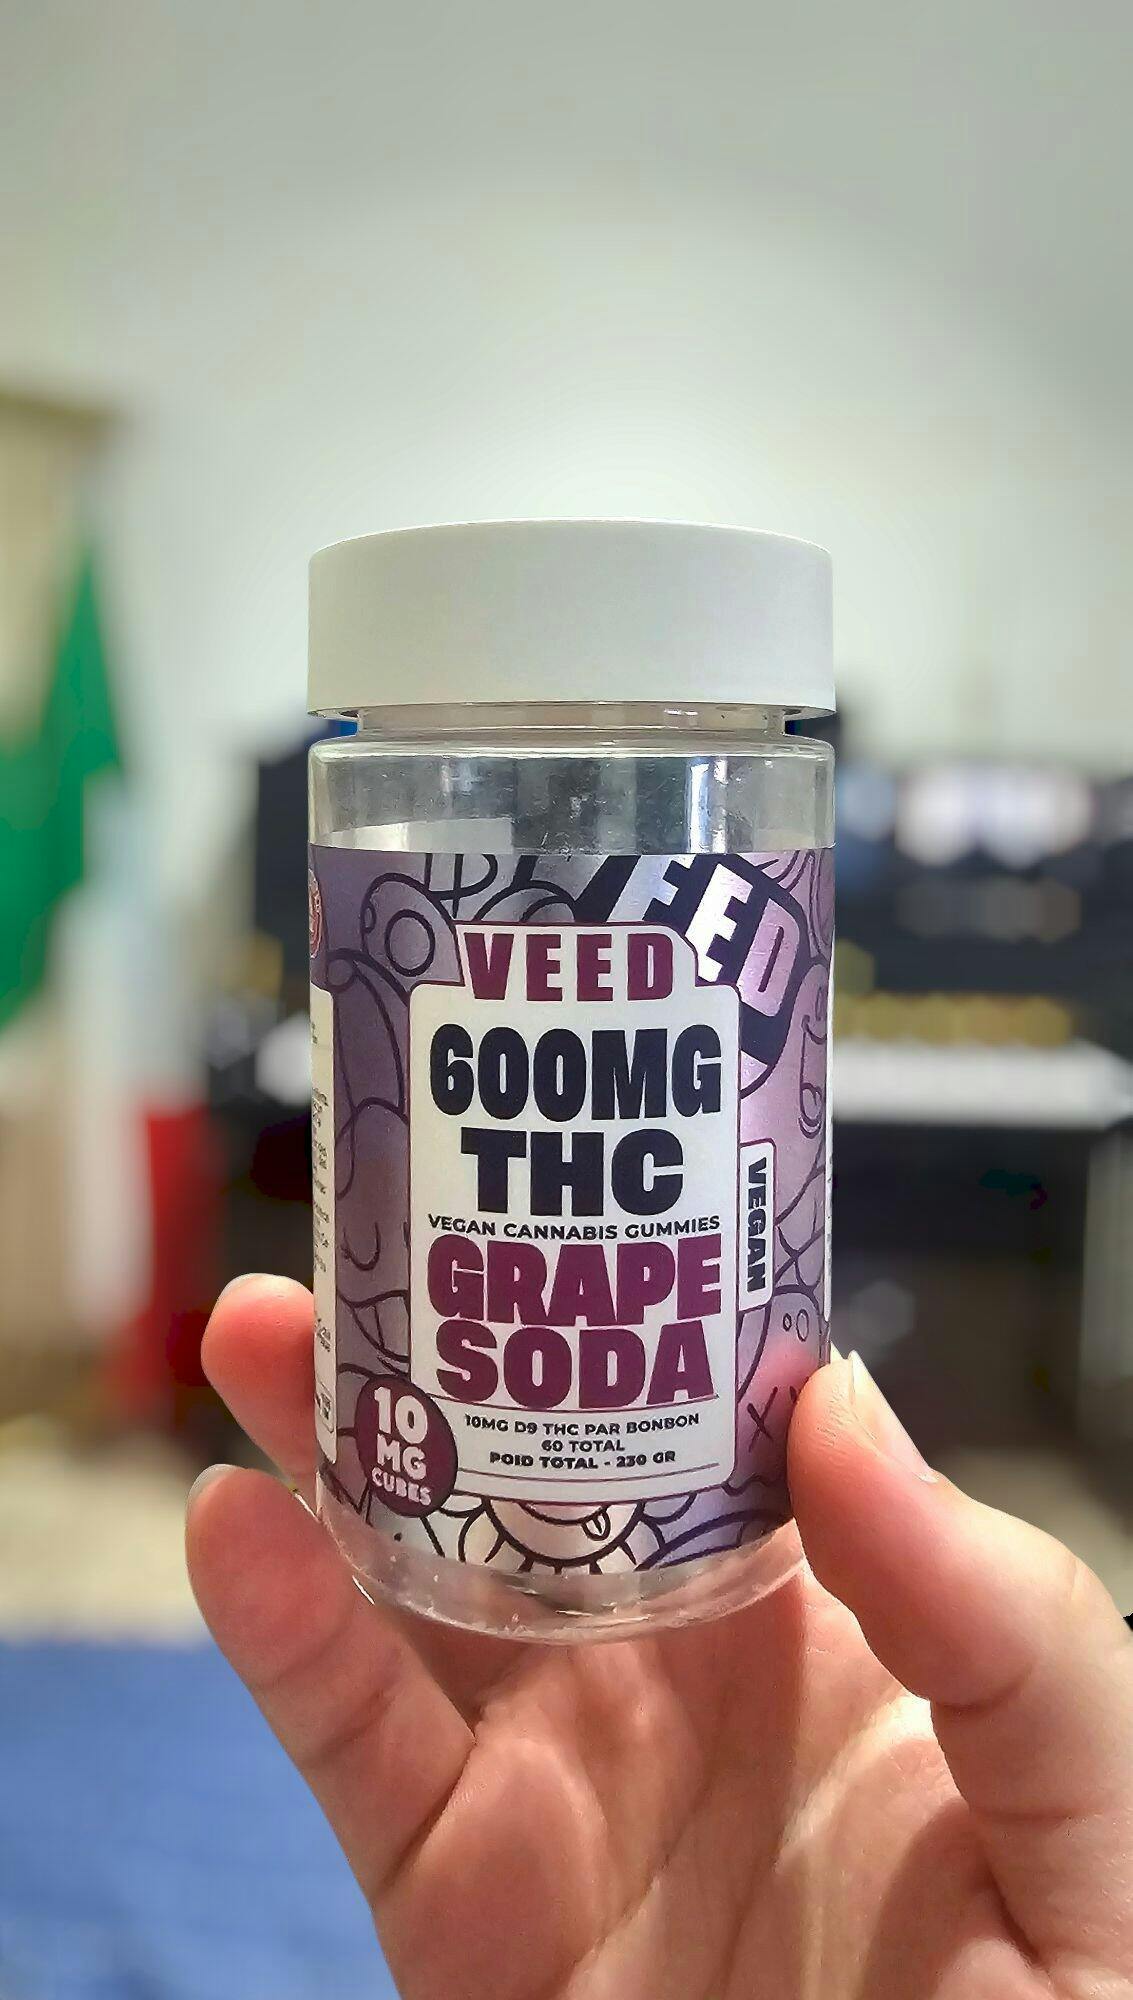 EED
VEED
600MG
THC
VEGAN CANNABIS GUMMIES
GRAPE
SODA
VEGAN
10
MG
CUBES
10MG D9 THC PAR BONBON
60 TOTAL
POID TOTAL - 230 GR